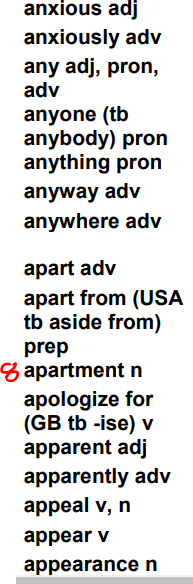 anxious adj
anxiously adv
any adj, pron,
adv
anyone (tb
anybody) pron
anything pron
anyway adv
anywhere adv
apart adv
apart from (USA
tb aside from)
prep
8 apartment n
apologize for
(GB tb -ise) v
apparent adj
apparently adv
appeal v, n
appear v
appearance n